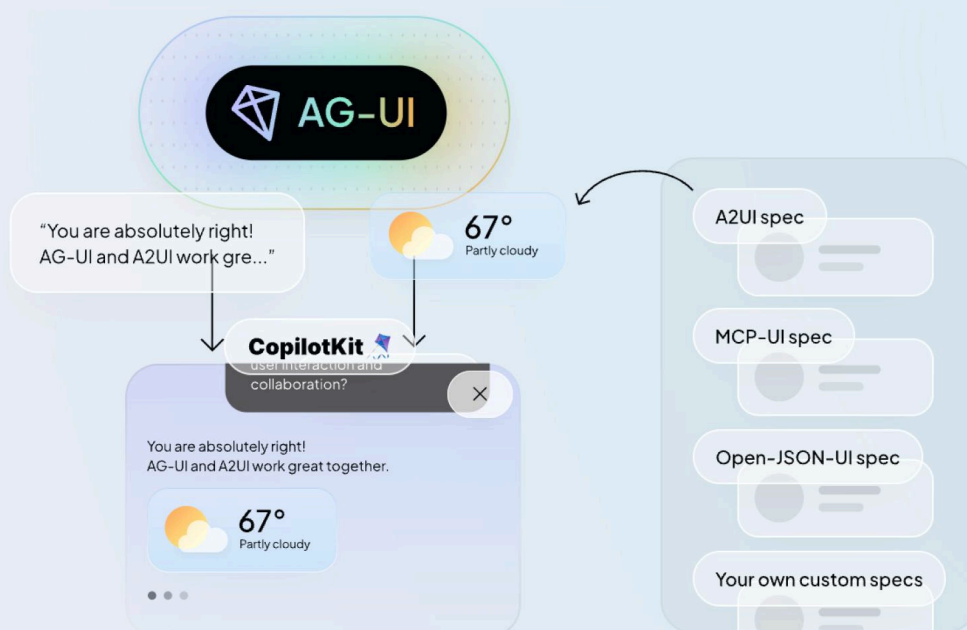 AG-UI
“You are absolutely right!
AG-UI and A2UI work gre...”
67°
Partly cloudy
A2UI spec
MCP-UI spec
Open-JSON-UI spec
Your own custom specs
CopilotKit
user interaction and
collaboration?
You are absolutely right!
AG-UI and A2UI work great together.
67°
Partly cloudy